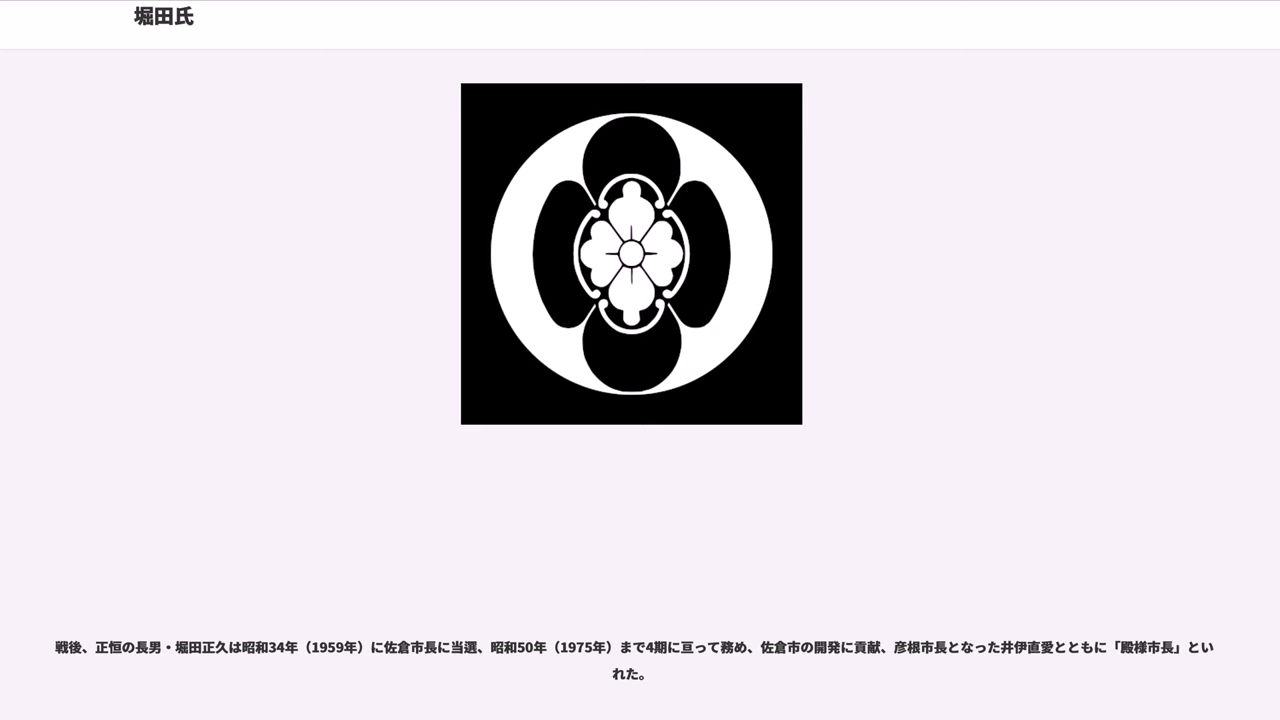 堀田氏
戦後、正恒の長男・堀田正久は昭和34年（1959年）に佐倉市長に当選、昭和50年（1975年）まで4期に亘って務め、佐倉市の開発に貢献、彦根市長となった井伊直愛とともに「殿様市長」とい
れた。